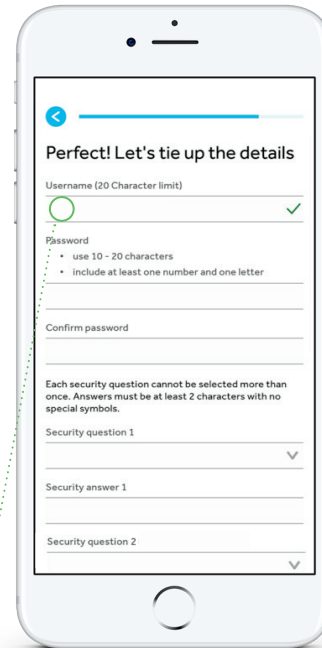 Perfect! Let's tie up the details
Username (20 Character limit)
Password
• use 10 - 20 characters
• include at least one number and one letter
Confirm password
Each security question cannot be selected more than
once. Answers must be at least 2 characters with no
special symbols.
Security question 1
Security answer 1
Security question 2